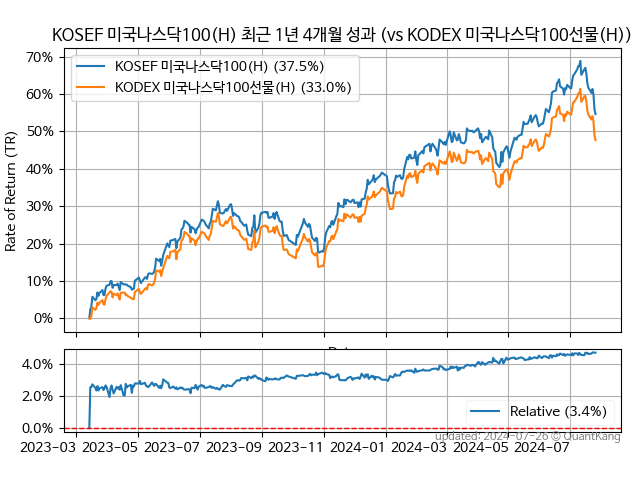 KOSEF 미국나스닥100(H) 최근 1년 4개월 성과 (vs KODEX 미국나스닥100선물(H))
KOSEF 미국나스닥100(H) (37.5%)
KODEX 미국나스닥100선물(H) (33.0%)
Rate of Return (TR)
70%
60%
50%
40%
30%
20%
10%
0%
4.0%
2.0%
0.0%
Relative (3.4%)
2023-03 2023-05 2023-07 2023-09 2023-11 2024-01 2024-03 2024-05 2024-07
updated: 2024-07-26 © QuantKang